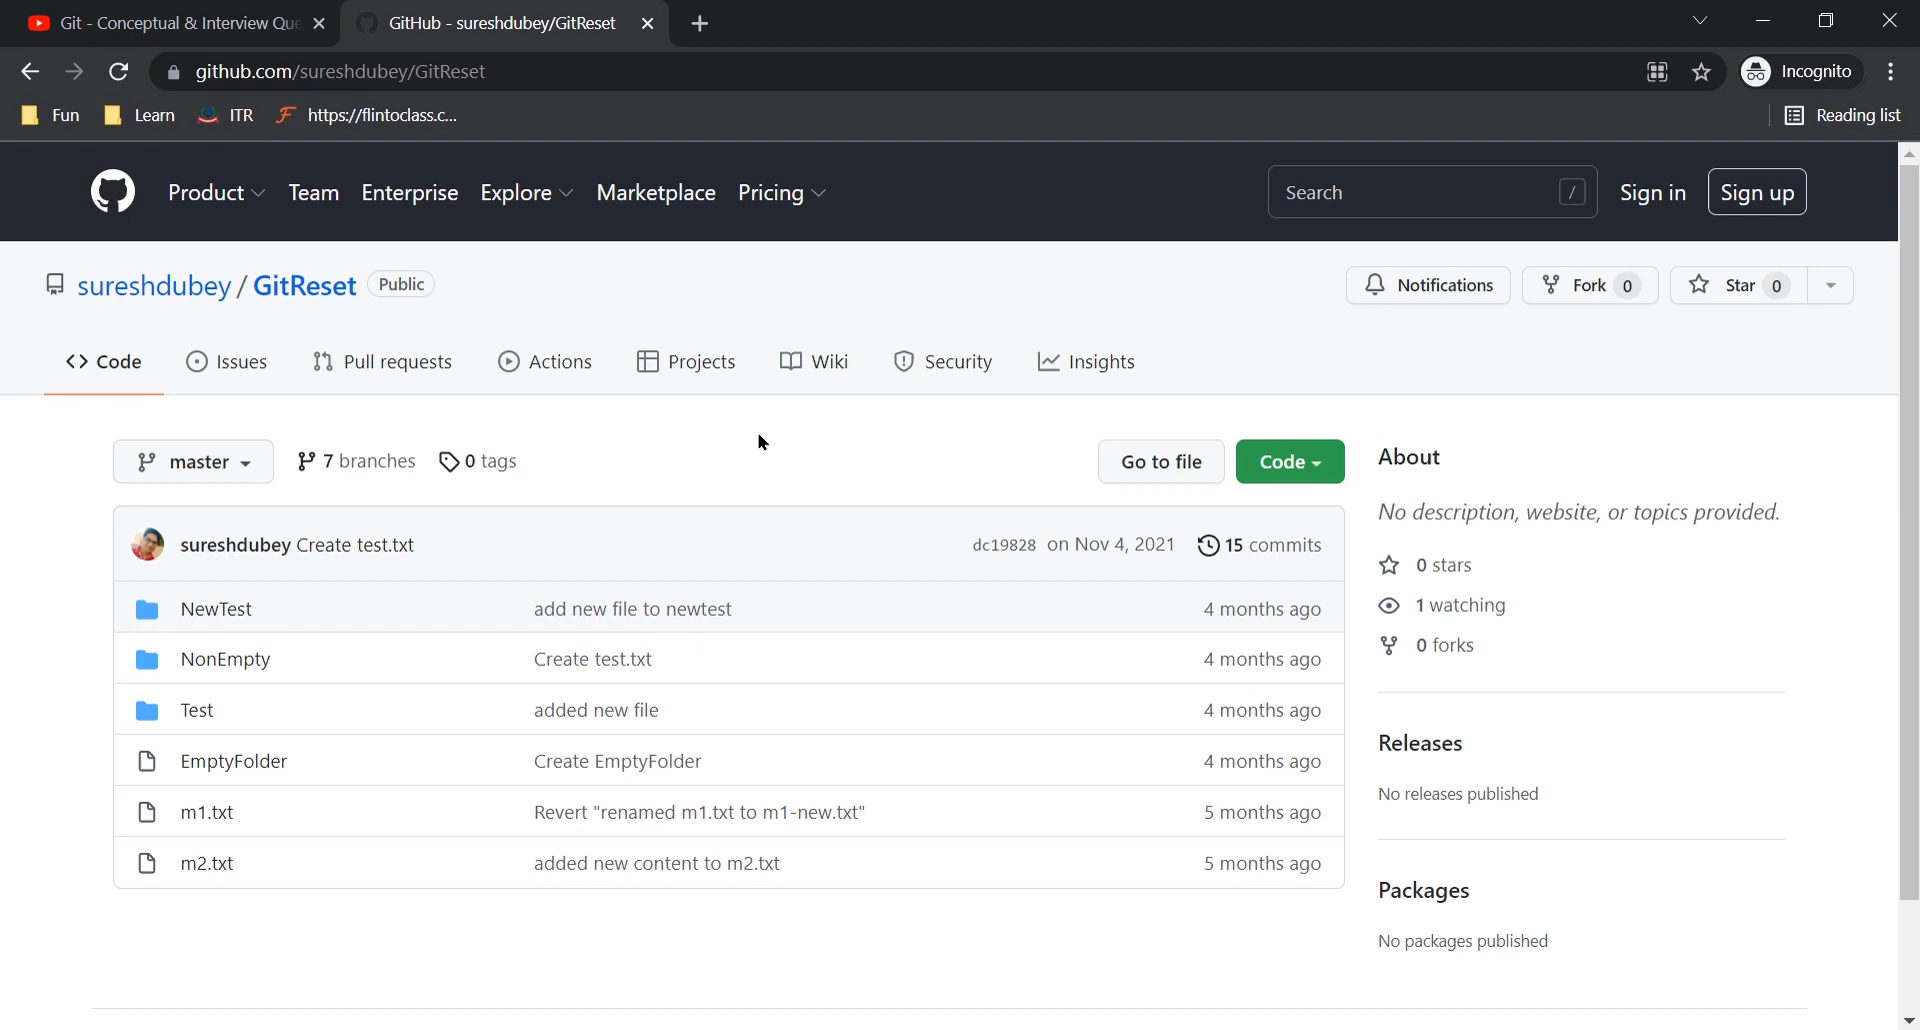 Git - Conceptual & Interview Que
GitHub - sureshdubey/GitReset
github.com/sureshdubey/GitReset
Incognito
Fun Learn ITR https://flintoclass.c...
Reading list
Product Team Enterprise Explore Marketplace Pricing
Search /
Sign in Sign up
sureshdubey / GitReset Public
Notifications Fork 0 Star 0
Code Issues Pull requests Actions Projects Wiki Security Insights
master 7 branches 0 tags
Go to file Code
sureshdubey Create test.txt dc19828 on Nov 4, 2021 15 commits
NewTest add new file to newtest 4 months ago
NonEmpty Create test.txt 4 months ago
Test added new file 4 months ago
EmptyFolder Create EmptyFolder 4 months ago
m1.txt Revert "renamed m1.txt to m1-new.txt" 5 months ago
m2.txt added new content to m2.txt 5 months ago
About
No description, website, or topics provided.
0 stars
1 watching
0 forks
Releases
No releases published
Packages
No packages published